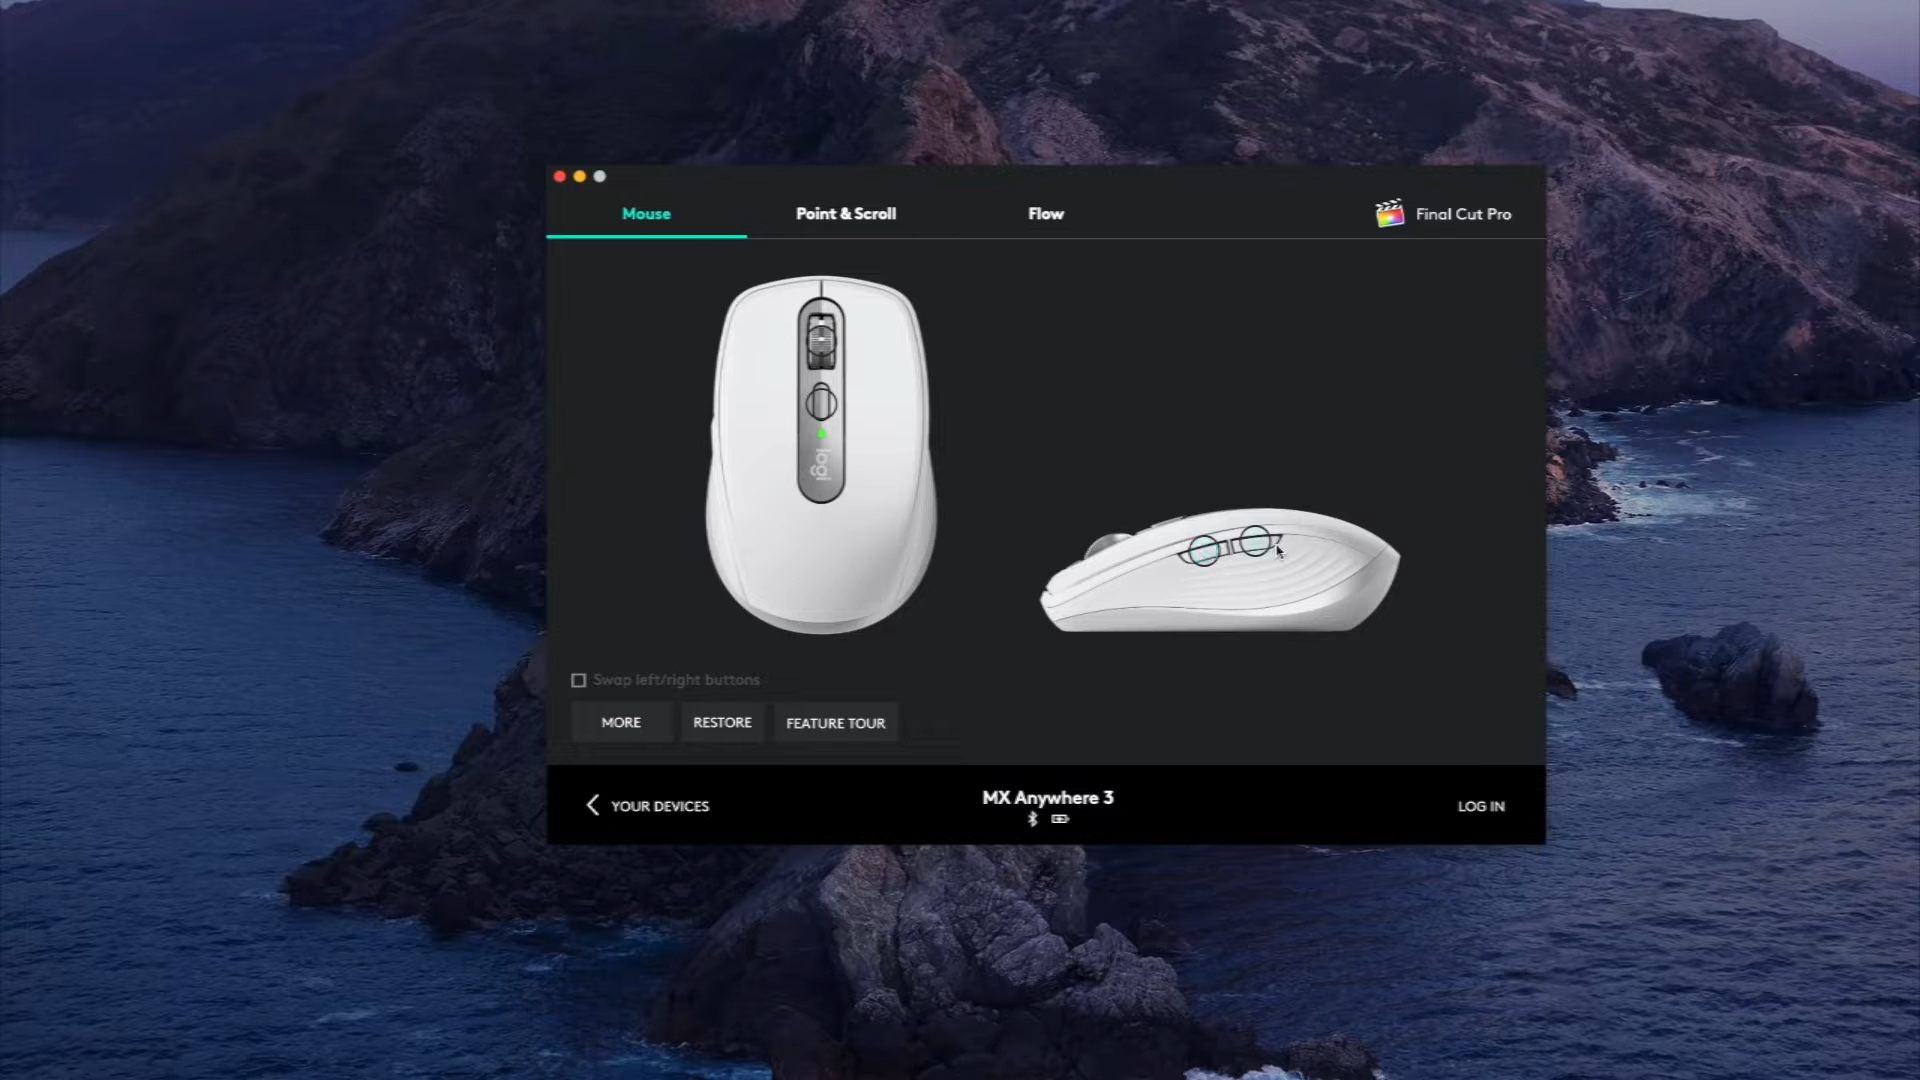 Mouse
Point & Scroll
Flow
Final Cut Pro
logi
Swap left/right buttons
MORE
RESTORE
FEATURE TOUR
YOUR DEVICES
MX Anywhere 3
LOG IN